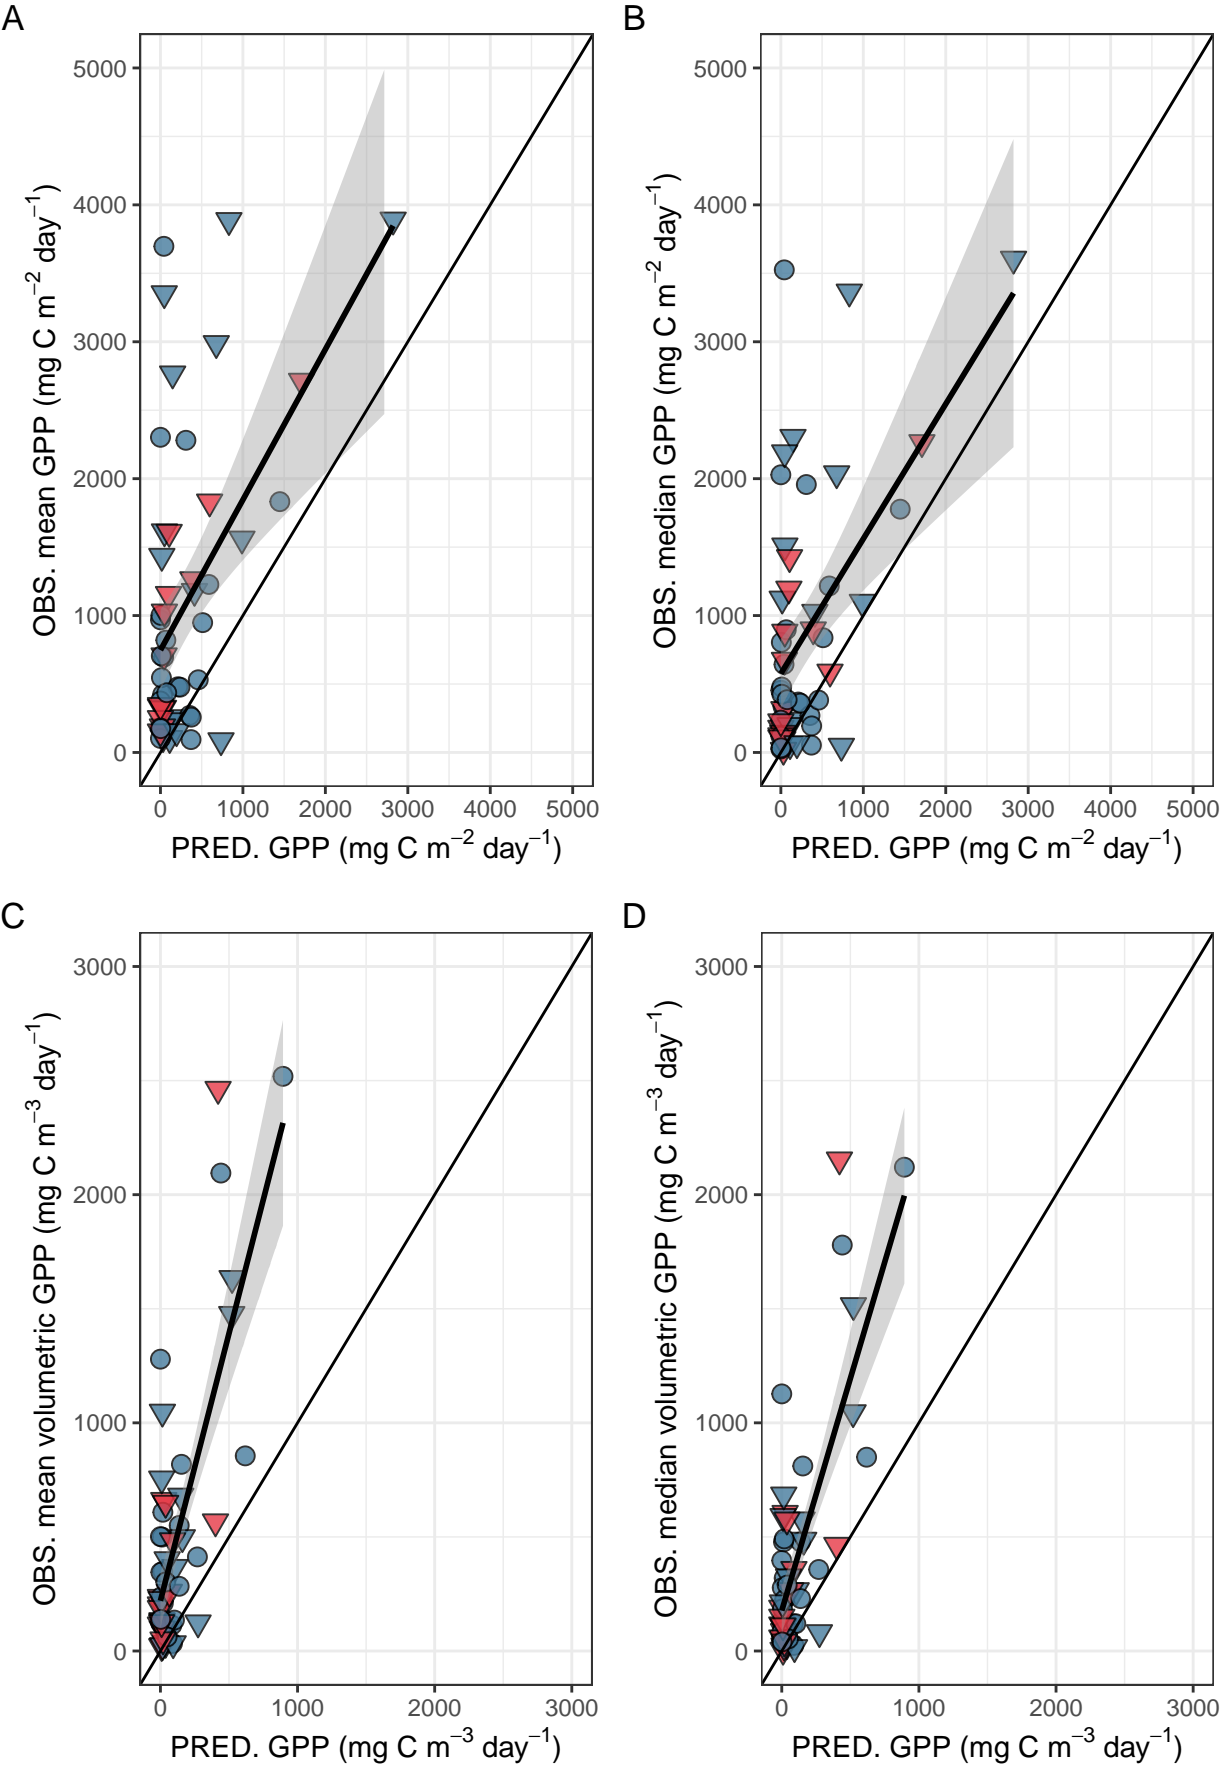 A
OBS. mean GPP (mg C m−2 day−1)
5000
4000
3000
2000
1000
0
0 1000 2000 3000 4000 5000
PRED. GPP (mg C m−2 day−1)
B
OBS. median GPP (mg C m−2 day−1)
5000
4000
3000
2000
1000
0
0 1000 2000 3000 4000 5000
PRED. GPP (mg C m−2 day−1)
C
OBS. mean volumetric GPP (mg C m−3 day−1)
3000
2000
1000
0
0 1000 2000 3000
PRED. GPP (mg C m−3 day−1)
D
OBS. median volumetric GPP (mg C m−3 day−1)
3000
2000
1000
0
0 1000 2000 3000
PRED. GPP (mg C m−3 day−1)